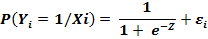 P(Yᵢ = 1/Xi) = 1 / (1 + e^-Z) + εᵢ